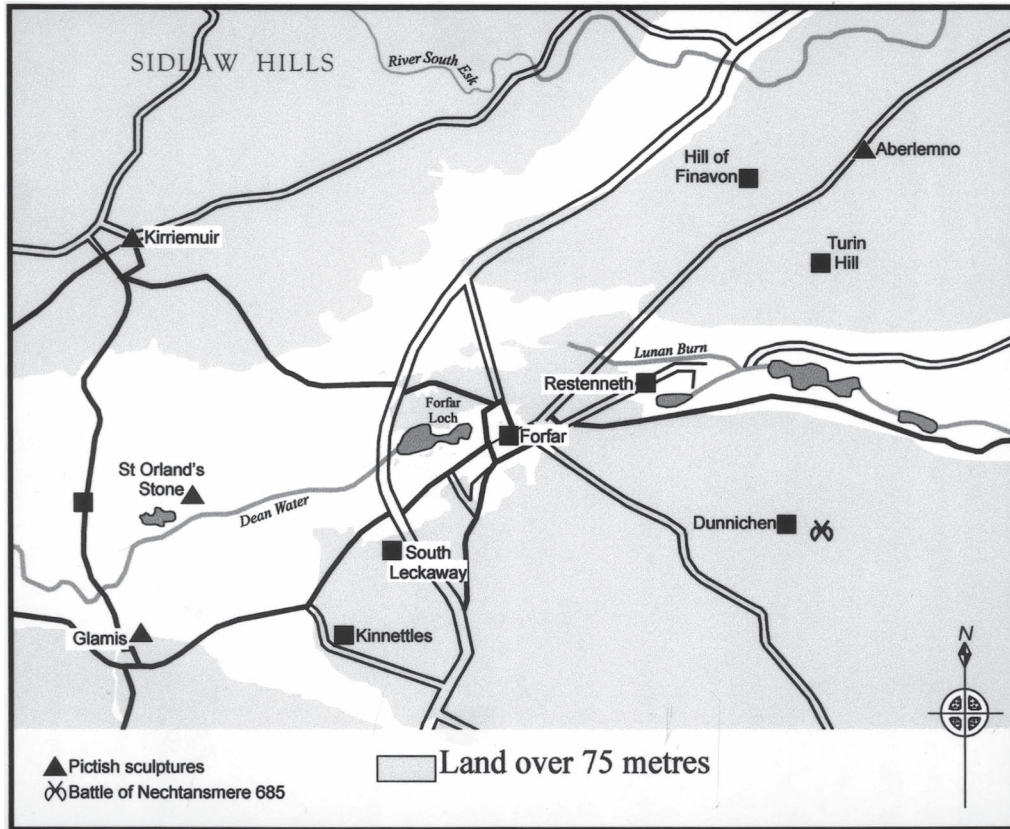 SIDLAW HILLS
River South Esk
Hill of
Finavon
Aberlemno
Kirriemuir
Turin
Hill
Lunan Burn
Restenneth
Forfar
Loch
Forfar
St Orland's
Stone
Dean Water
Dunnichen
South
Leckaway
Glamis
Kinnettles
N
Pictish sculptures
Land over 75 metres
Battle of Nechtansmere 685